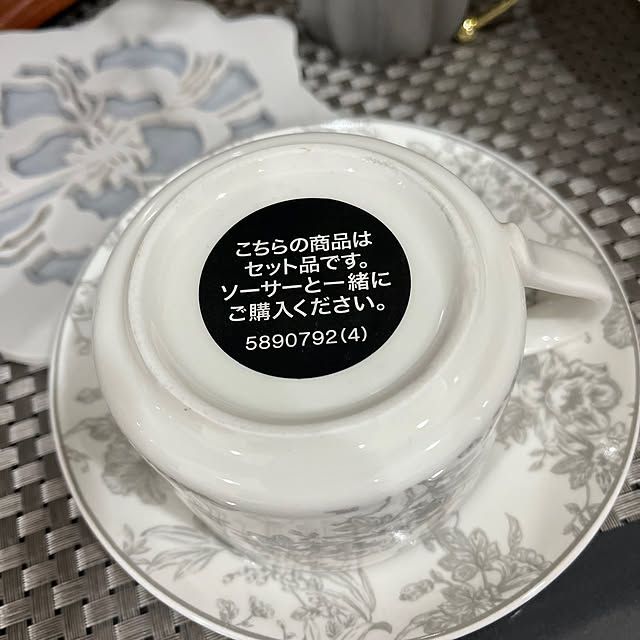 こちらの商品は
セット品です。
ソーサーと一緒に
ご購入ください。
5890792(4)